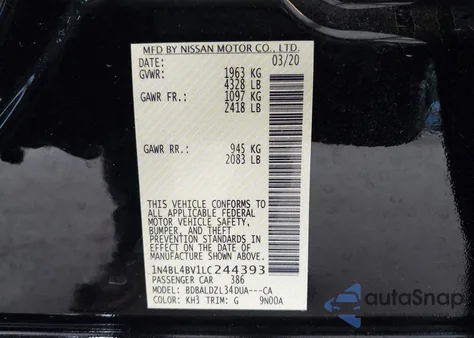 MFD BY NISSAN MOTOR CO., LTD.
DATE: 03/20
GVWR: 1963 KG
4328 LB
GAWR FR.: 1097 KG
2418 LB
GAWR RR.: 945 KG
2083 LB
THIS VEHICLE CONFORMS TO
ALL APPLICABLE FEDERAL
MOTOR VEHICLE SAFETY,
BUMPER, AND THEFT
PREVENTION STANDARDS
IN EFFECT ON THE DATE OF
MANUFACTURE SHOWN ABOVE.
1N4BL4BV1LC244393
PASSENGER CAR 386
MODEL: BDBALDZL34DUA---CA
COLOR: KH3 TRIM: G 9N00A
autoSnap